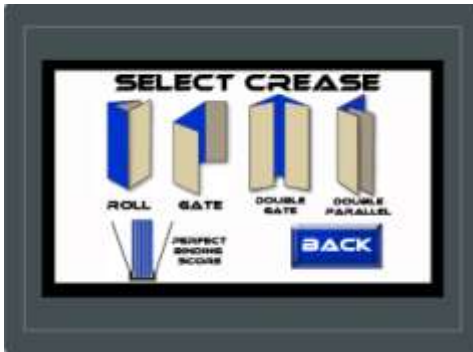 SELECT CREASE
ROLL
GATE
DOUBLE
GATE
DOUBLE
PARALLEL
PERFECT
BINDING
SCORE
BACK